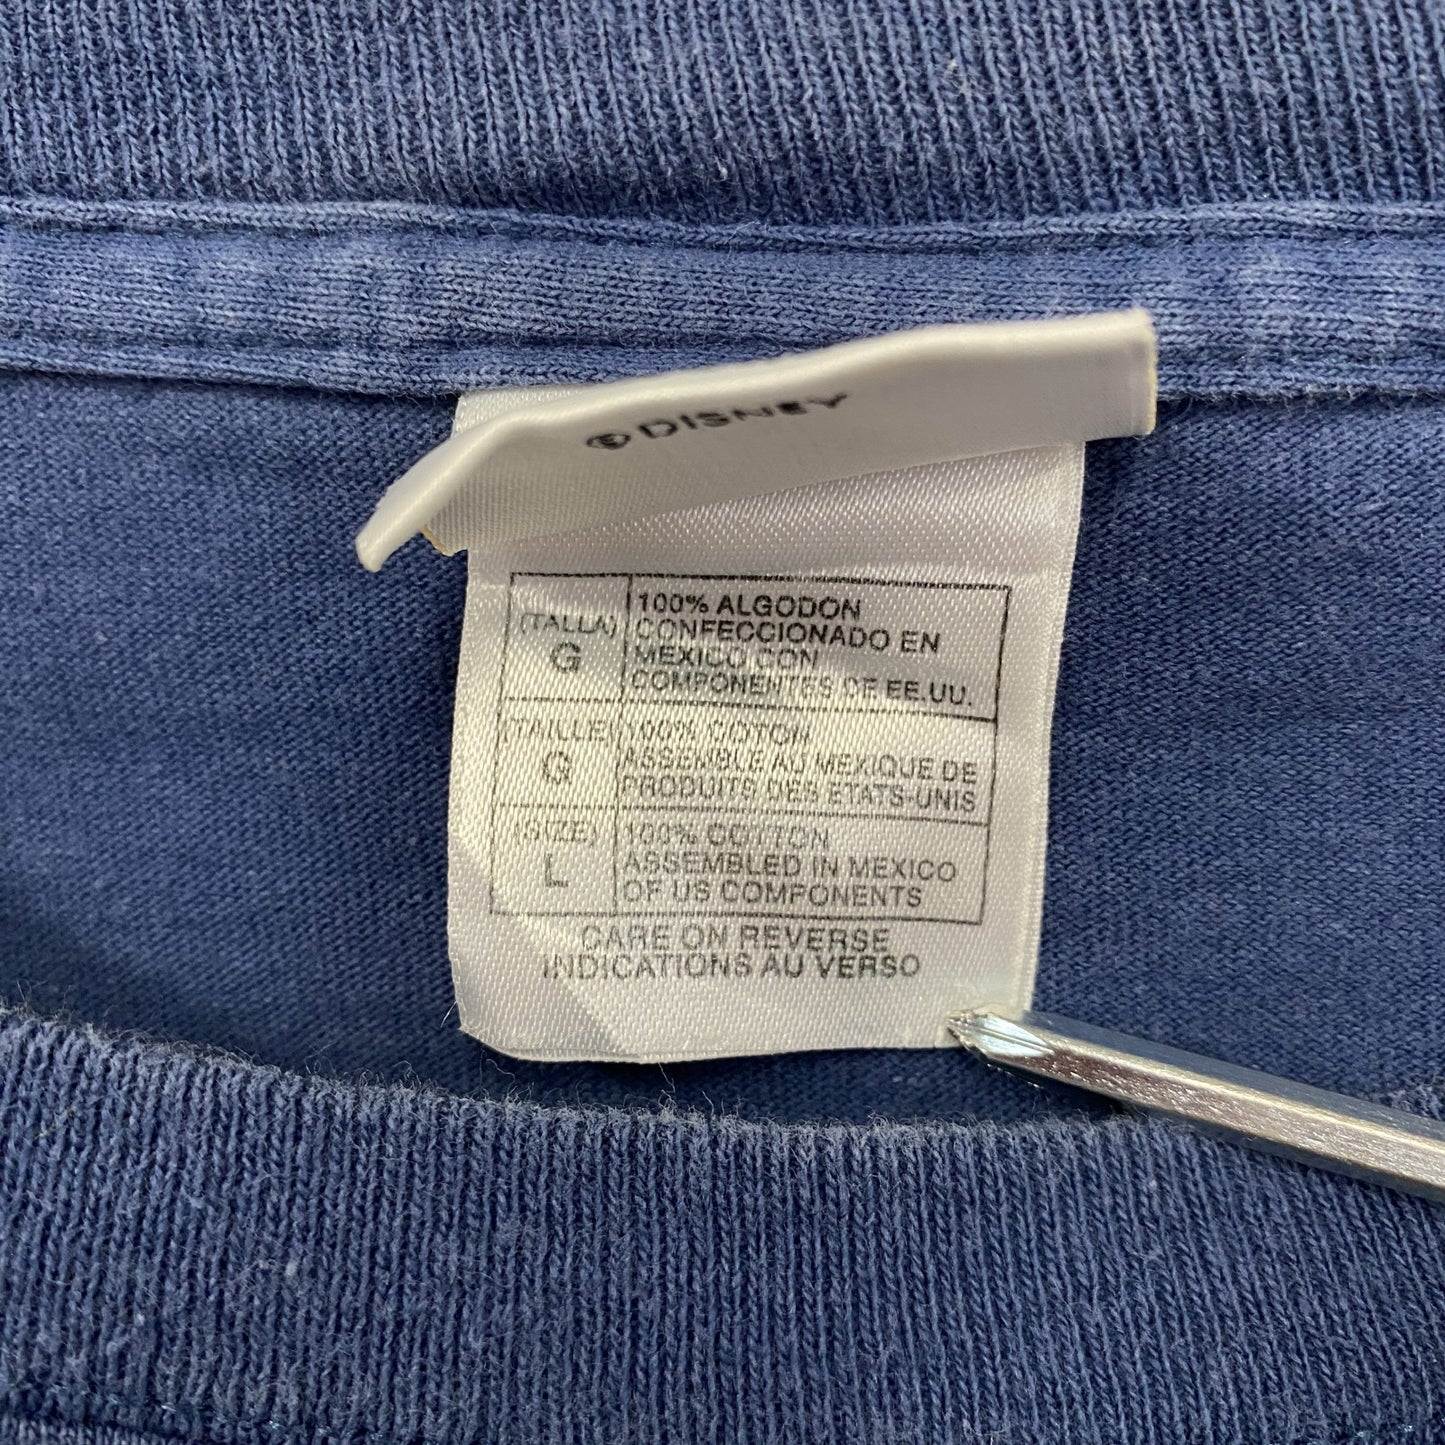 © DISNEY
(TALLA)
G
100% ALGODON
CONFECCIONADO EN
MEXICO CON
COMPONENTES DE EE.UU.
(TAILLE)
G
100% COTON
ASSEMBLE AU MEXIQUE DE
PRODUITS DES ETATS-UNIS
(SIZE)
L
100% COTTON
ASSEMBLED IN MEXICO
OF US COMPONENTS
CARE ON REVERSE
INDICATIONS AU VERSO